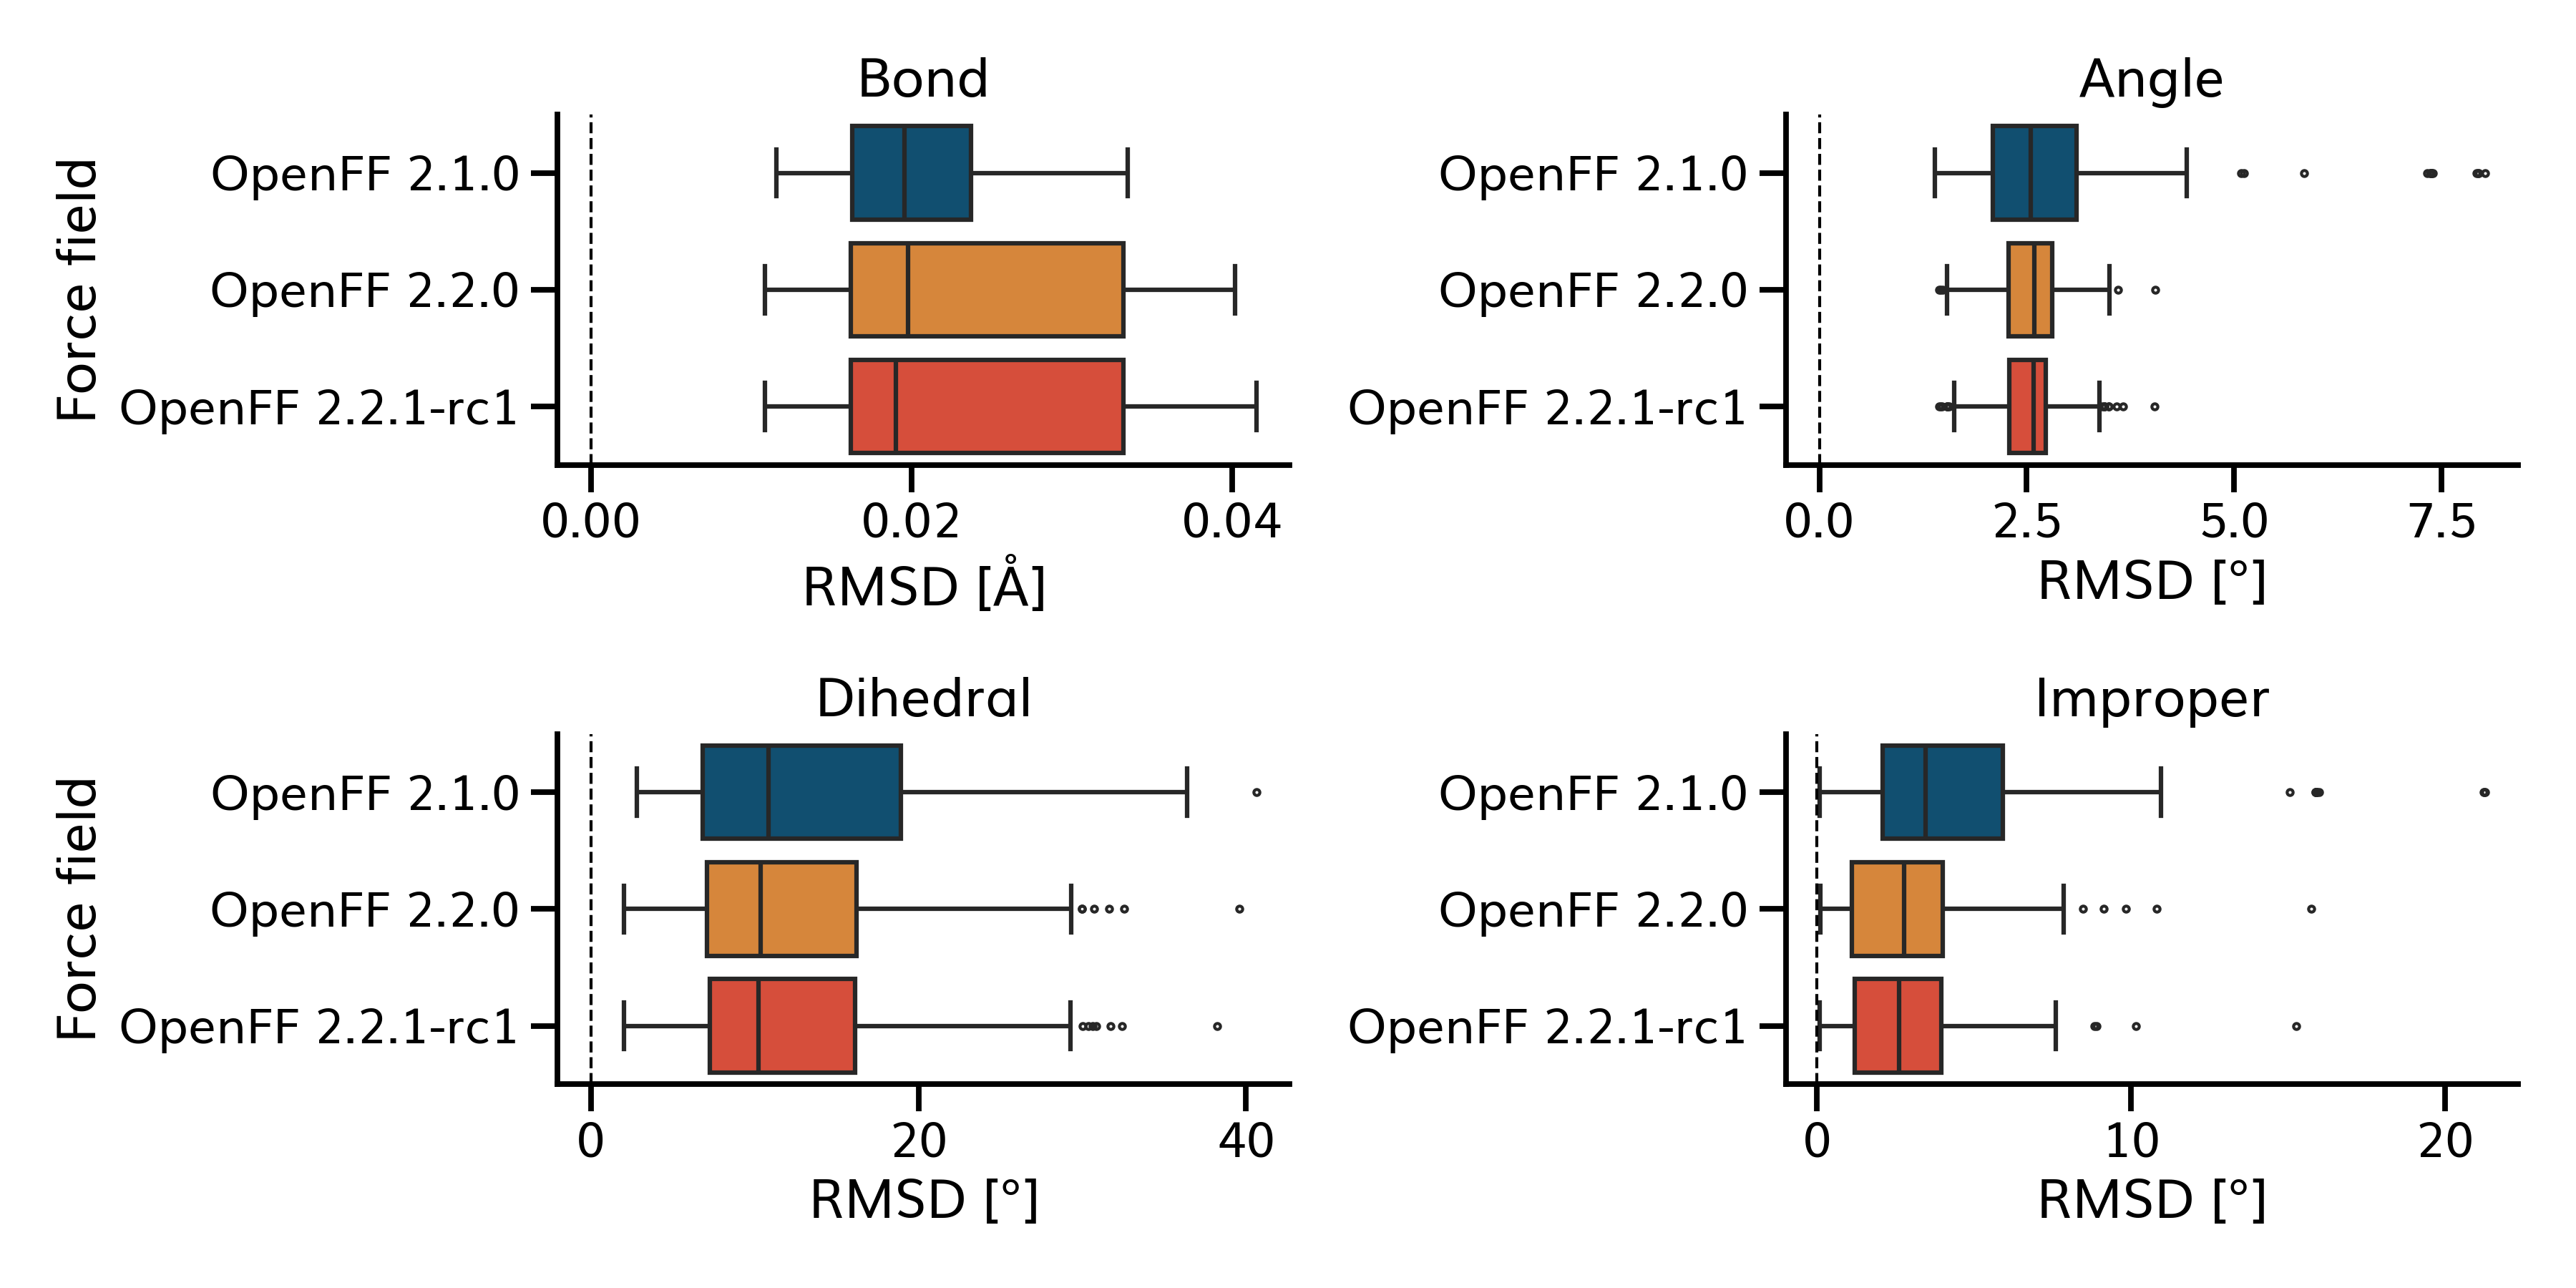 Bond
Force field
OpenFF 2.1.0
OpenFF 2.2.0
OpenFF 2.2.1-rc1
0.00 0.02 0.04
RMSD [Å]
Angle
OpenFF 2.1.0
OpenFF 2.2.0
OpenFF 2.2.1-rc1
0.0 2.5 5.0 7.5
RMSD [°]
Dihedral
Force field
OpenFF 2.1.0
OpenFF 2.2.0
OpenFF 2.2.1-rc1
0 20 40
RMSD [°]
Improper
OpenFF 2.1.0
OpenFF 2.2.0
OpenFF 2.2.1-rc1
0 10 20
RMSD [°]